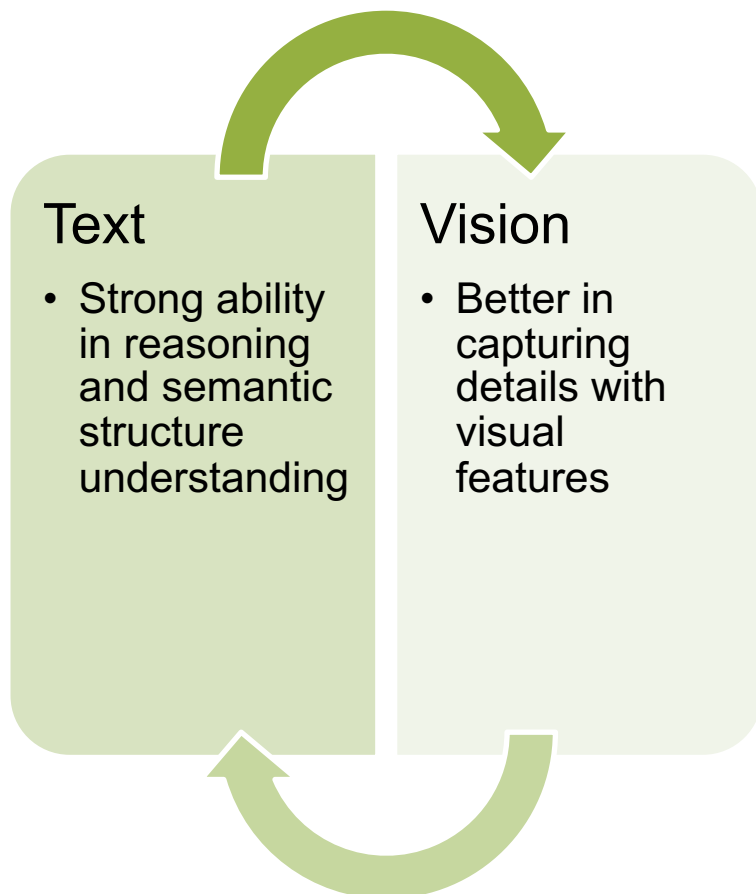 Text
• Strong ability
in reasoning
and semantic
structure
understanding
Vision
• Better in
capturing
details with
visual
features